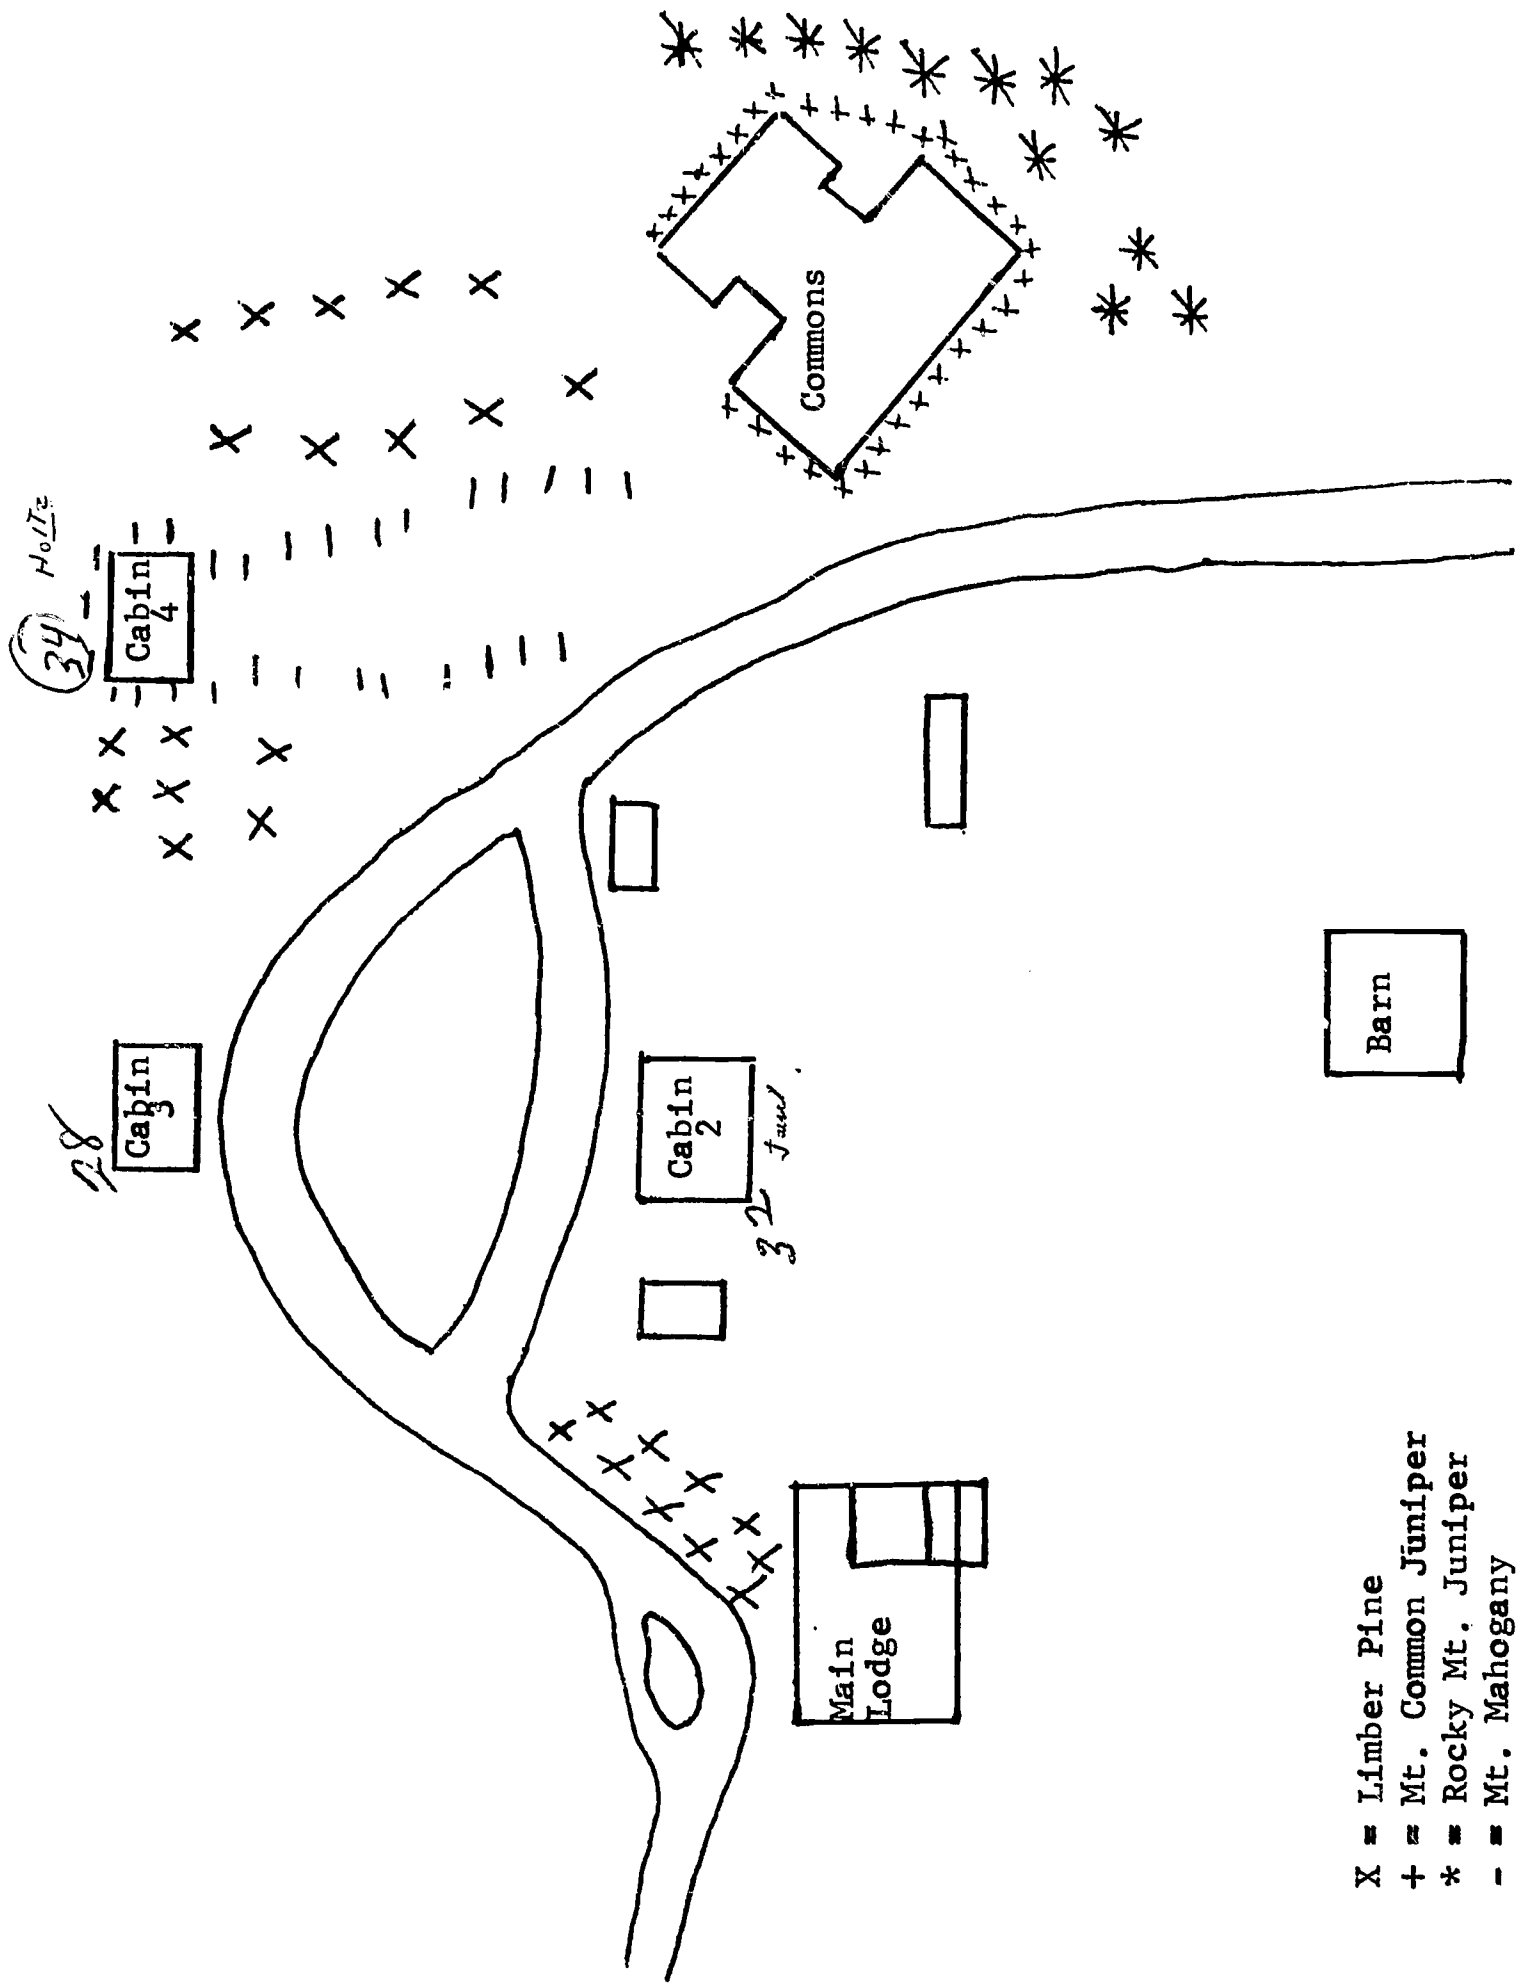 34
Holtz
Cabin
4
28
Cabin
3
Commons
Cabin
2
32
Barn
Main
Lodge
X = Limber Pine
+ = Mt. Common Juniper
* = Rocky Mt. Juniper
- = Mt. Mahogany